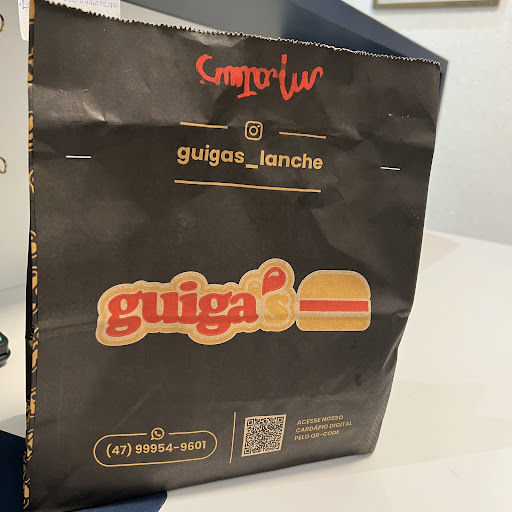 guigas_lanche
guiga's
(47) 99954-9601
ACESSE NOSSO
CARDÁPIO DIGITAL
PELO QR-CODE